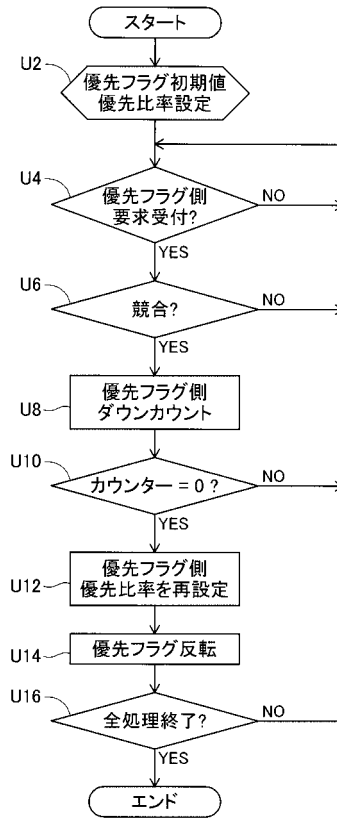 スタート
U2
優先フラグ初期値
優先比率設定
U4
優先フラグ側
要求受付?
NO
YES
U6
競合?
NO
YES
U8
優先フラグ側
ダウンカウント
U10
カウンター = 0 ?
NO
YES
U12
優先フラグ側
優先比率を再設定
U14
優先フラグ反転
U16
全処理終了?
NO
YES
エンド